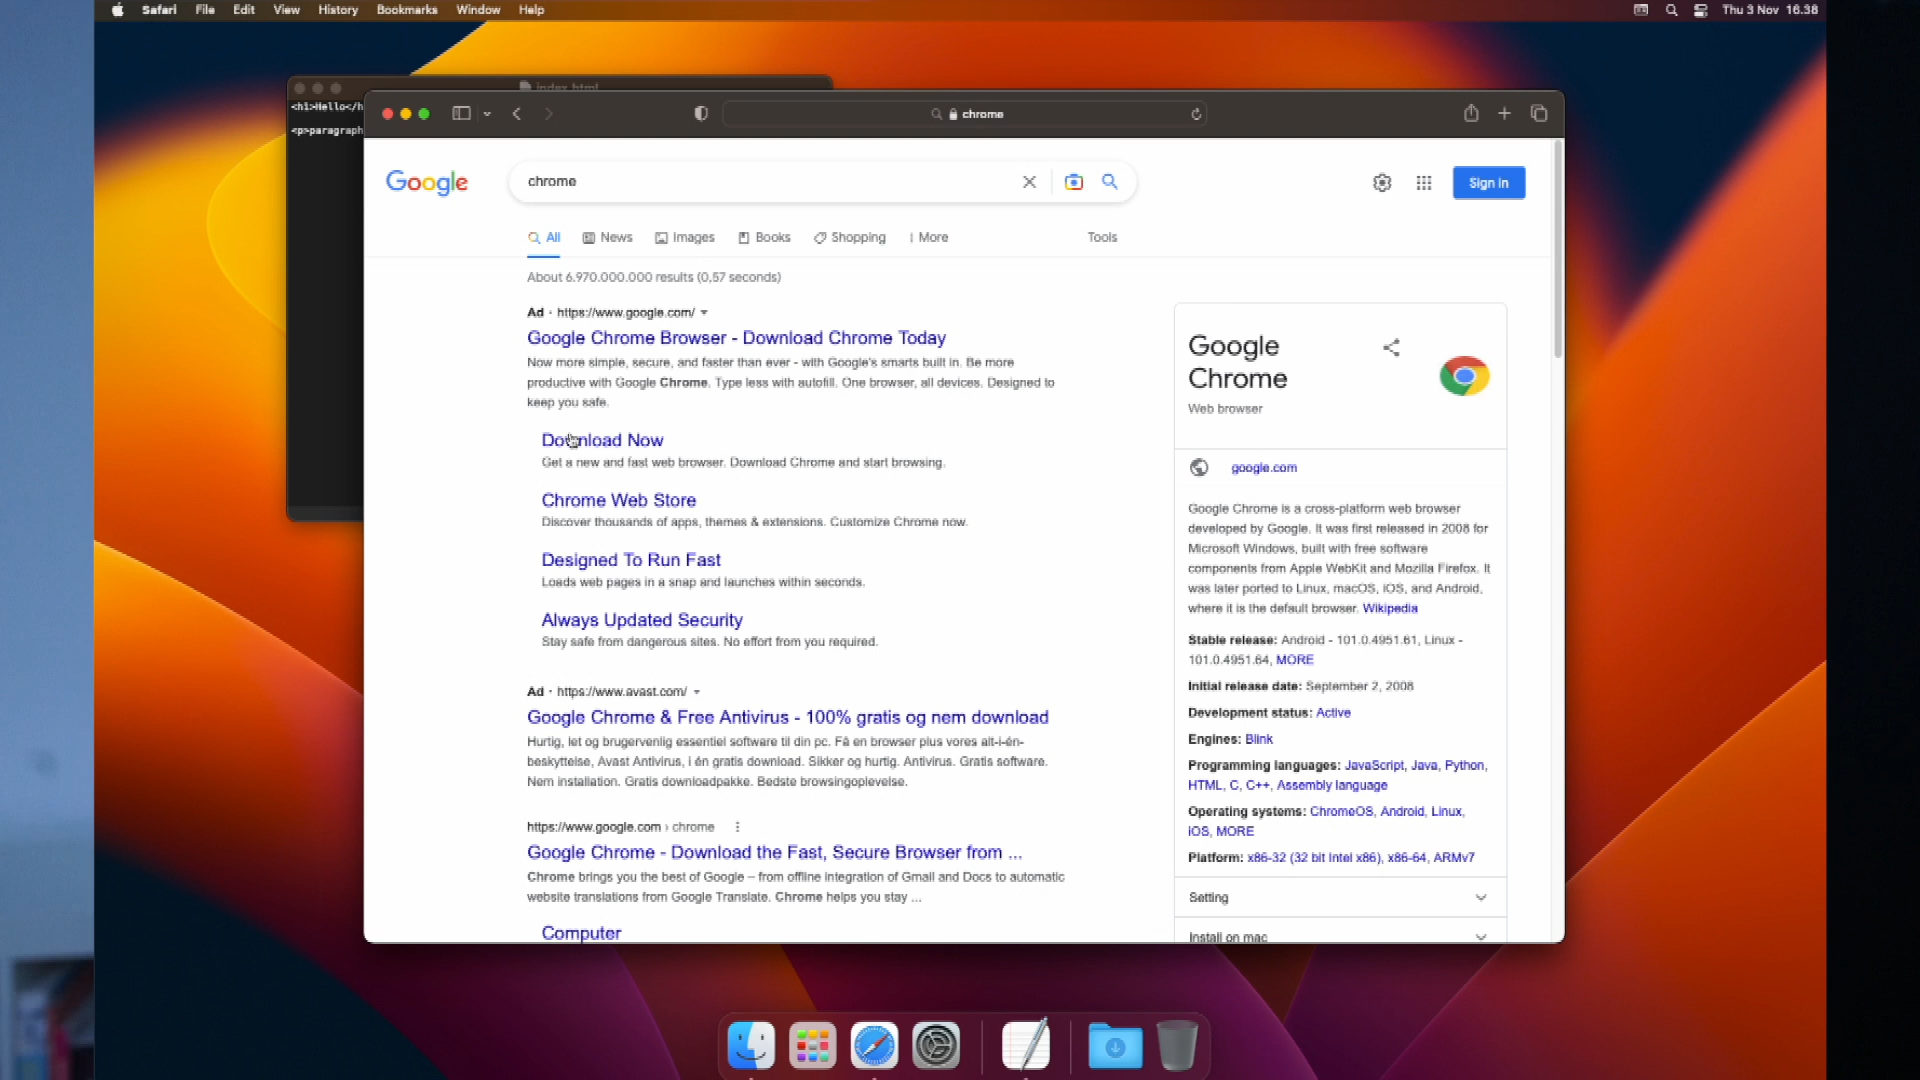 Safari File Edit View History Bookmarks Window Help
Thu 3 Nov 16.38
index.html
<h1>Hello</h
<p>paragraph
chrome
Google
chrome
Sign in
All News Images Books Shopping More Tools
About 6.970.000.000 results (0,57 seconds)
Ad · https://www.google.com/
Google Chrome Browser - Download Chrome Today
Now more simple, secure, and faster than ever - with Google's smarts built in. Be more
productive with Google Chrome. Type less with autofill. One browser, all devices. Designed to
keep you safe.
Download Now
Get a new and fast web browser. Download Chrome and start browsing.
Chrome Web Store
Discover thousands of apps, themes & extensions. Customize Chrome now.
Designed To Run Fast
Loads web pages in a snap and launches within seconds.
Always Updated Security
Stay safe from dangerous sites. No effort from you required.
Ad · https://www.avast.com/
Google Chrome & Free Antivirus - 100% gratis og nem download
Hurtig, let og brugervenlig essentiel software til din pc. Få en browser plus vores alt-i-én-
beskyttelse, Avast Antivirus, i én gratis download. Sikker og hurtig. Antivirus. Gratis software.
Nem installation. Gratis downloadpakke. Bedste browsingoplevelse.
https://www.google.com › chrome
Google Chrome - Download the Fast, Secure Browser from ...
Chrome brings you the best of Google – from offline integration of Gmail and Docs to automatic
website translations from Google Translate. Chrome helps you stay ...
Computer
Google
Chrome
Web browser
google.com
Google Chrome is a cross-platform web browser
developed by Google. It was first released in 2008 for
Microsoft Windows, built with free software
components from Apple WebKit and Mozilla Firefox. It
was later ported to Linux, macOS, iOS, and Android,
where it is the default browser. Wikipedia
Stable release: Android - 101.0.4951.61, Linux -
101.0.4951.64, MORE
Initial release date: September 2, 2008
Development status: Active
Engines: Blink
Programming languages: JavaScript, Java, Python,
HTML, C, C++, Assembly language
Operating systems: ChromeOS, Android, Linux,
iOS, MORE
Platform: x86-32 (32 bit Intel x86), x86-64, ARMv7
Setting
Install on mac